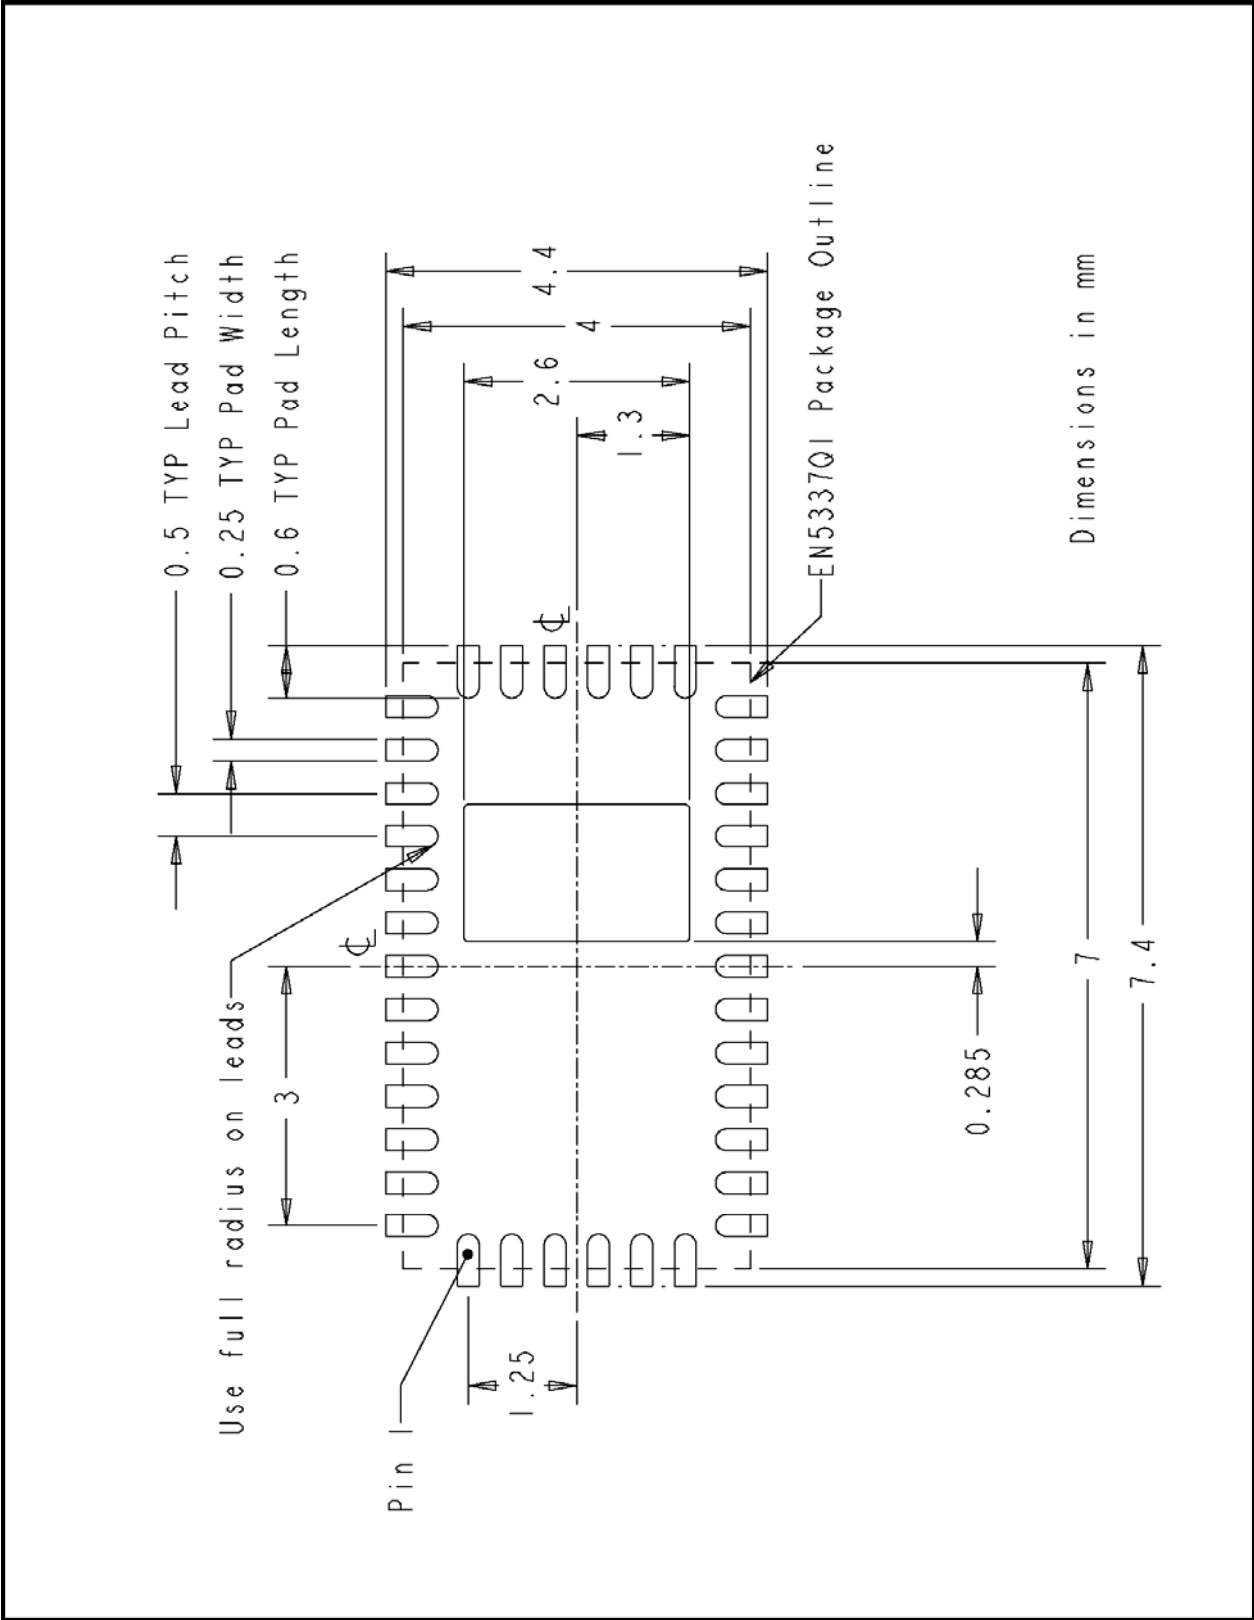 Pin 1
Use full radius on leads
0.5 TYP Lead Pitch
0.25 TYP Pad Width
0.6 TYP Pad Length
3
1.25
4.4
4
2.6
1.3
EN5337QI Package Outline
0.285
7
7.4
Dimensions in mm